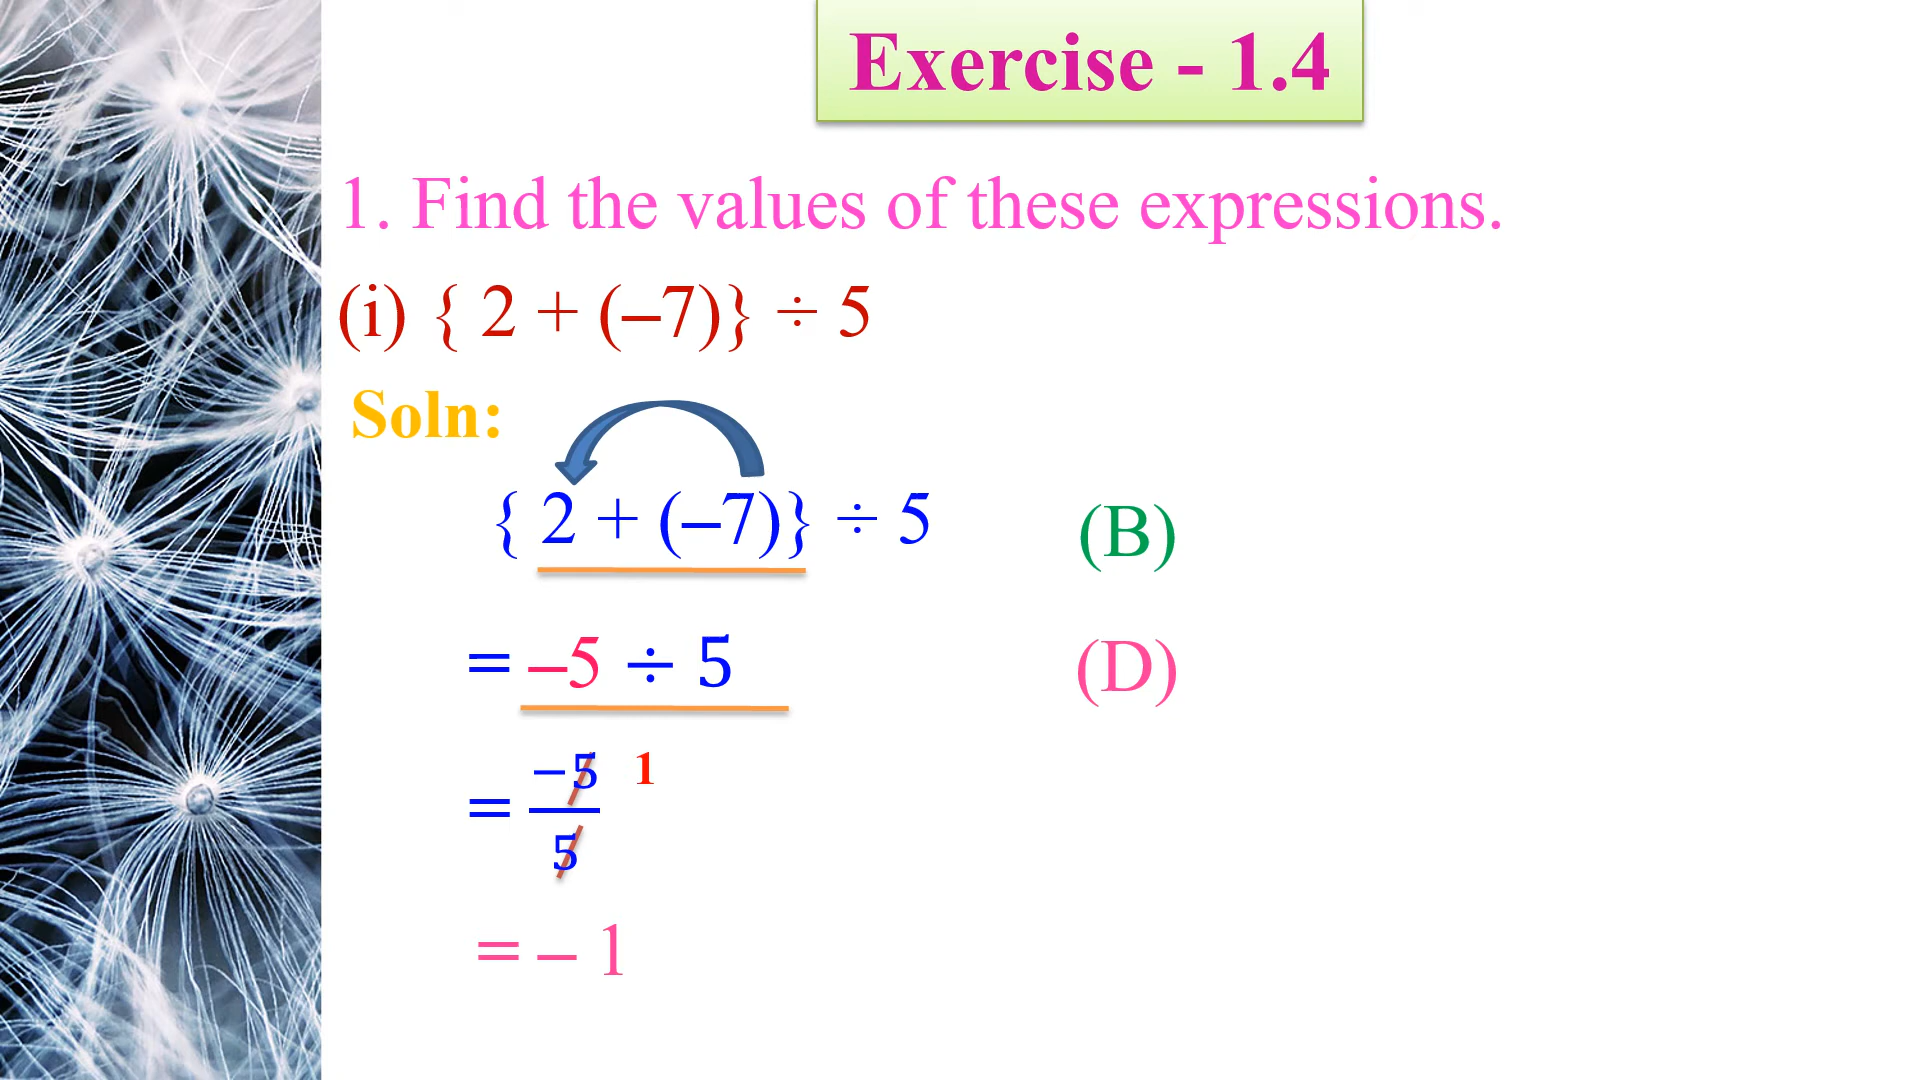 Exercise - 1.4
1. Find the values of these expressions.
(i) { 2 + (–7)} ÷ 5
Soln:
{ 2 + (–7)} ÷ 5 (B)
= –5 ÷ 5 (D)
= −5/5 1
= – 1